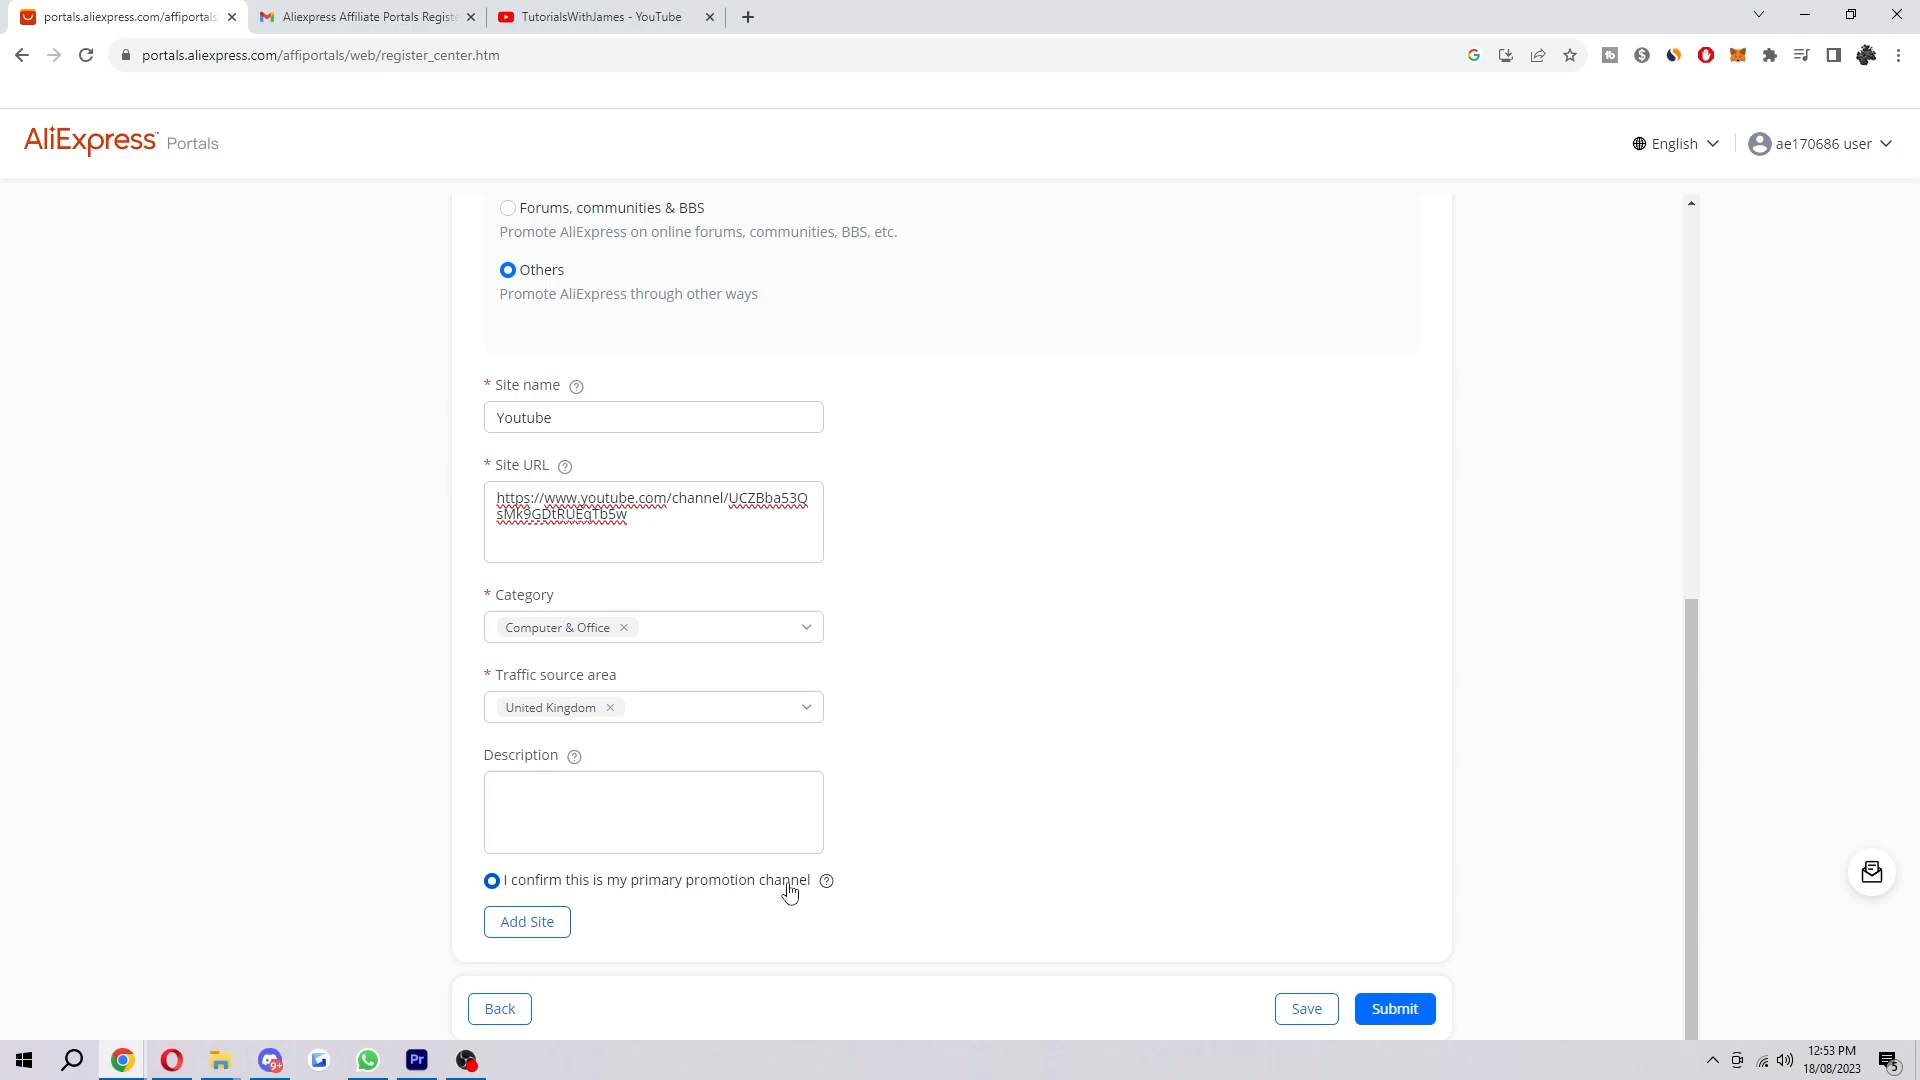 portals.aliexpress.com/affiportals
Aliexpress Affiliate Portals Regist
TutorialsWithJames - YouTube
portals.aliexpress.com/affiportals/web/register_center.htm
AliExpress Portals
English
ae170686 user
Forums, communities & BBS
Promote AliExpress on online forums, communities, BBS, etc.
Others
Promote AliExpress through other ways
* Site name
Youtube
* Site URL
https://www.youtube.com/channel/UCZBba53Q
sMk9GDtRUEqTb5w
* Category
Computer & Office
* Traffic source area
United Kingdom
Description
I confirm this is my primary promotion channel
Add Site
Back
Save
Submit
9+
Pr
12:53 PM
18/08/2023
5